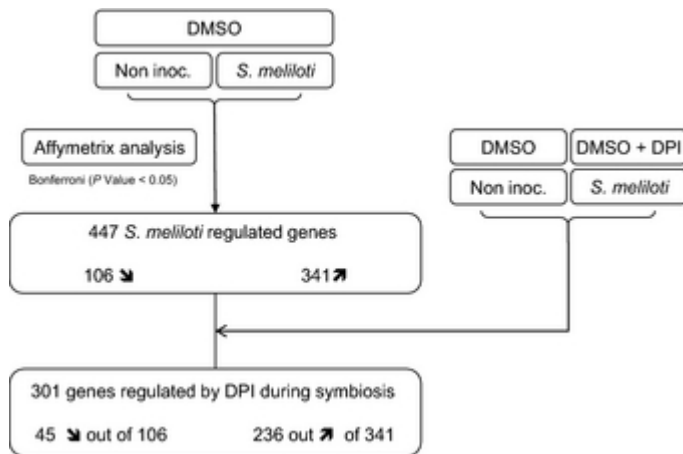 DMSO
Non inoc.
S. meliloti
Affymetrix analysis
Bonferroni (P Value < 0.05)
DMSO
DMSO + DPI
Non inoc.
S. meliloti
447 S. meliloti regulated genes
106 ↘ 341 ↗
301 genes regulated by DPI during symbiosis
45 ↘ out of 106 236 out ↗ of 341